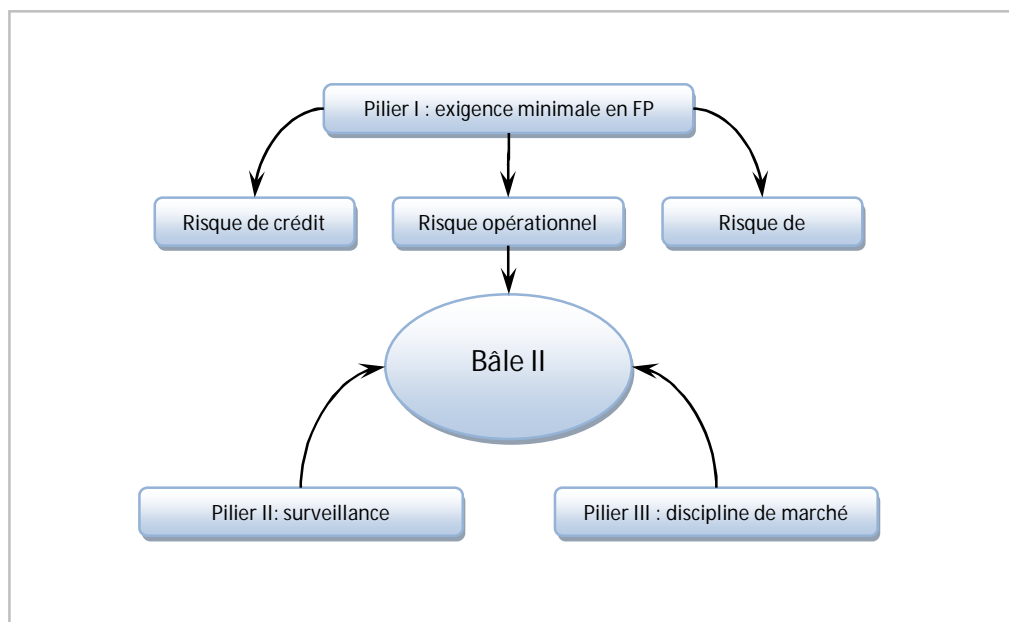 Pilier I : exigence minimale en FP
Risque de crédit
Risque opérationnel
Risque de
Bâle II
Pilier II: surveillance
Pilier III : discipline de marché